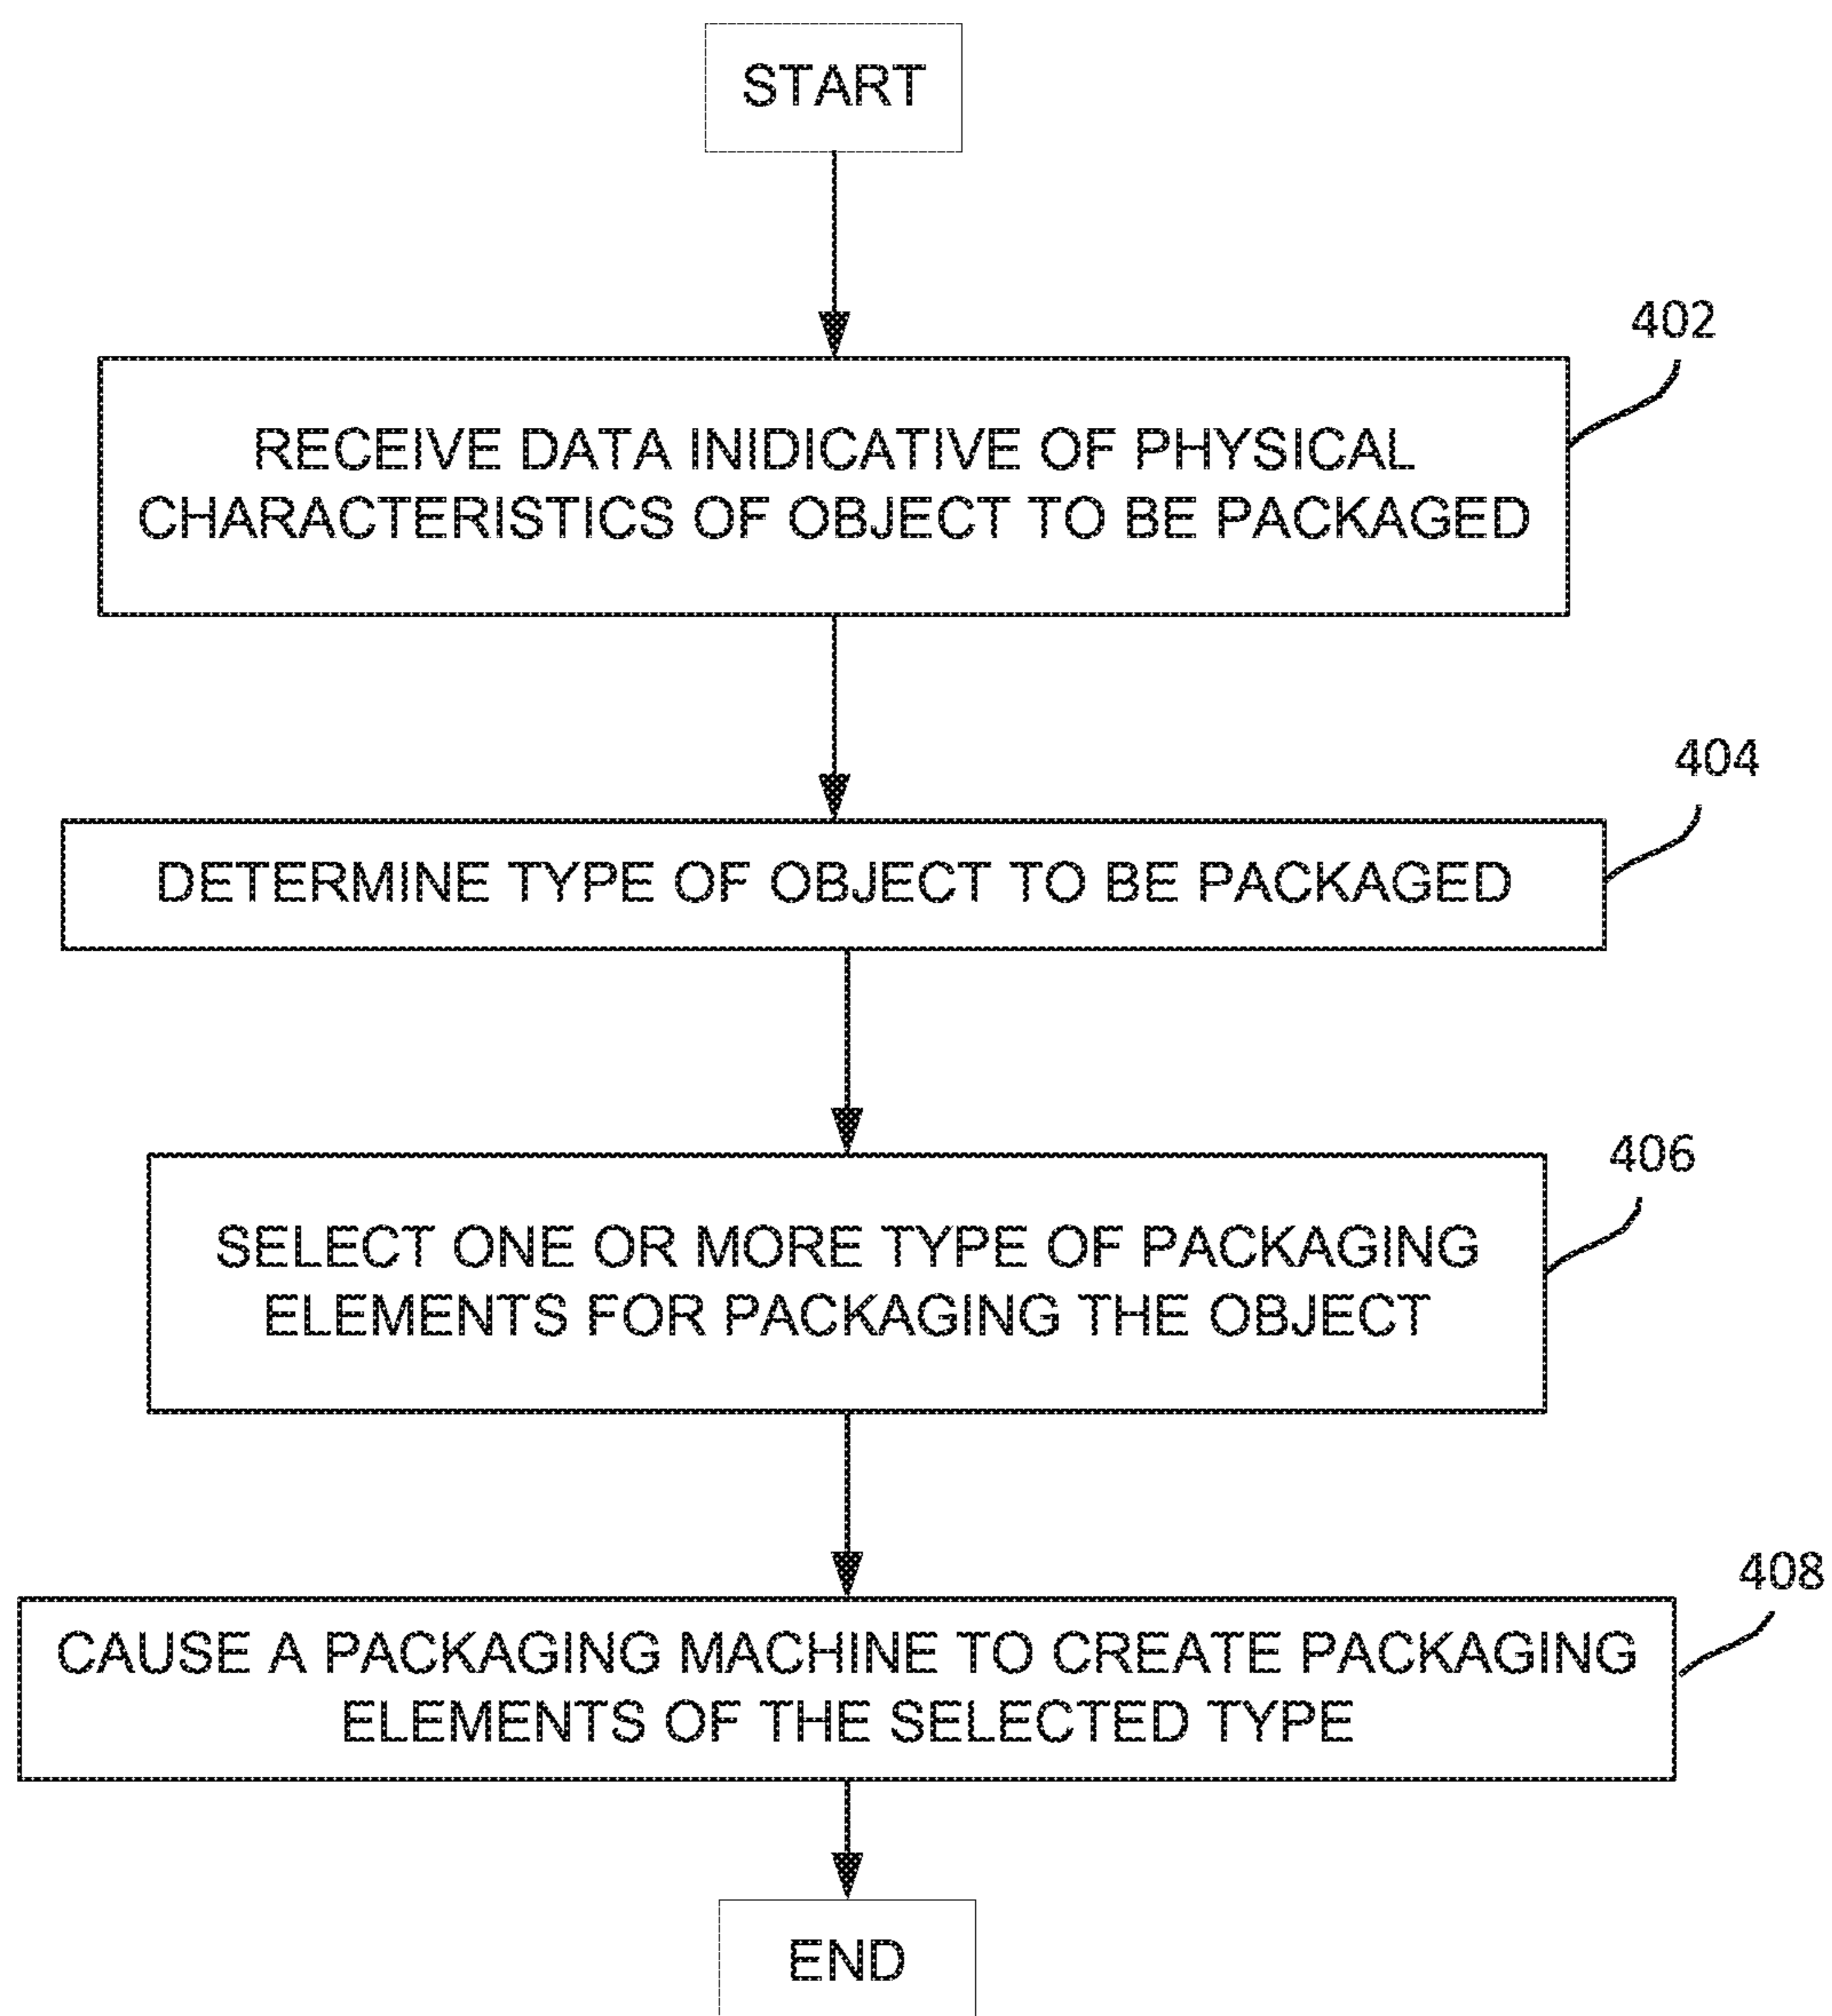 START
402
RECEIVE DATA INIDICATIVE OF PHYSICAL
CHARACTERISTICS OF OBJECT TO BE PACKAGED
404
DETERMINE TYPE OF OBJECT TO BE PACKAGED
406
SELECT ONE OR MORE TYPE OF PACKAGING
ELEMENTS FOR PACKAGING THE OBJECT
408
CAUSE A PACKAGING MACHINE TO CREATE PACKAGING
ELEMENTS OF THE SELECTED TYPE
END